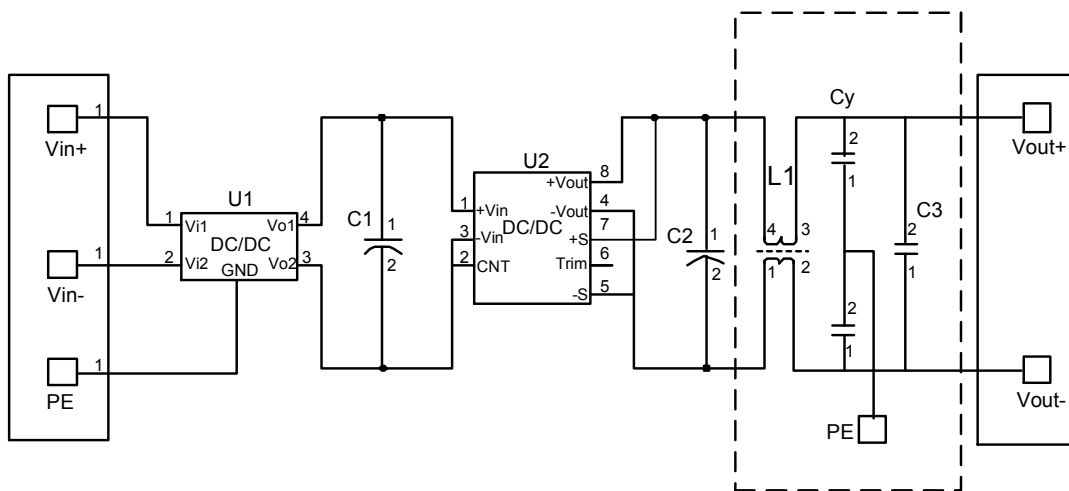 1
Vin+
1
Vin-
1
PE
U1
1
Vi1
Vo1
4
DC/DC
2
Vi2
Vo2
3
GND
C1
1
2
U2
+Vout
8
1
+Vin
-Vout
4
3
-Vin
DC/DC
7
+S
2
CNT
Trim
6
-S
5
C2
1
2
L1
4
3
1
2
Cy
2
1
2
1
C3
2
1
PE
Vout+
Vout-